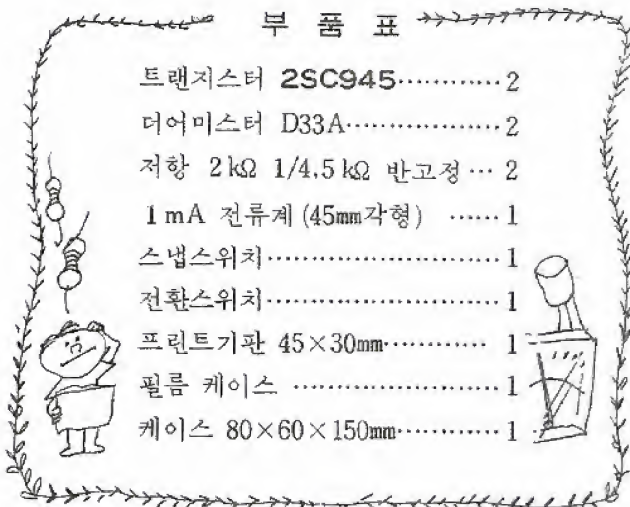 부 품 표
트랜지스터 2SC945············2
더어미스터 D33A··················2
저항 2kΩ 1/4.5kΩ 반고정··· 2
1mA 전류계 (45mm각형) ······1
스냅스위치··························1
전환스위치··························1
프린트기판 45×30mm············ 1
필름 케이스 ·······················1
케이스 80×60×150mm···········1